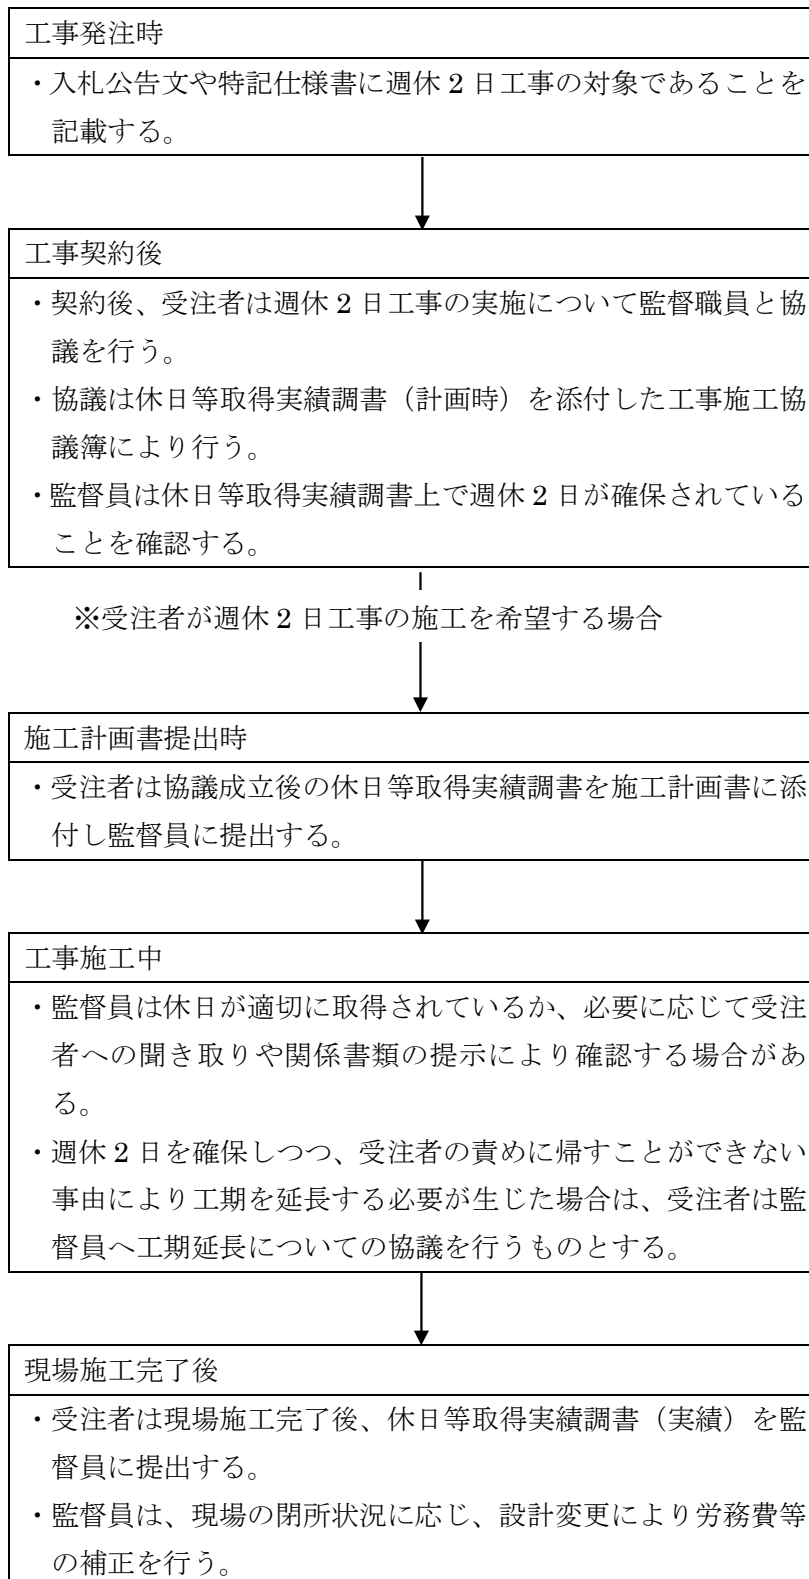 工事発注時
・入札公告文や特記仕様書に週休 2 日工事の対象であることを
記載する。
工事契約後
・契約後、受注者は週休 2 日工事の実施について監督職員と協
議を行う。
・協議は休日等取得実績調書（計画時）を添付した工事施工協
議簿により行う。
・監督員は休日等取得実績調書上で週休 2 日が確保されている
ことを確認する。
※受注者が週休 2 日工事の施工を希望する場合
施工計画書提出時
・受注者は協議成立後の休日等取得実績調書を施工計画書に添
付し監督員に提出する。
工事施工中
・監督員は休日が適切に取得されているか、必要に応じて受注
者への聞き取りや関係書類の提示により確認する場合があ
る。
・週休 2 日を確保しつつ、受注者の責めに帰すことができない
事由により工期を延長する必要が生じた場合は、受注者は監
督員へ工期延長についての協議を行うものとする。
現場施工完了後
・受注者は現場施工完了後、休日等取得実績調書（実績）を監
督員に提出する。
・監督員は、現場の閉所状況に応じ、設計変更により労務費等
の補正を行う。